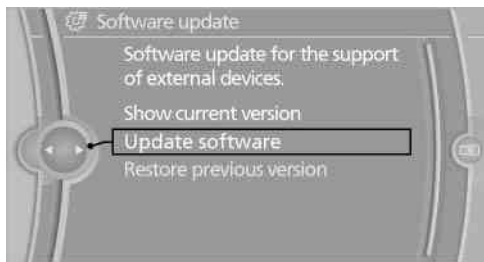 Software update
Software update for the support
of external devices.
Show current version
Update software
Restore previous version